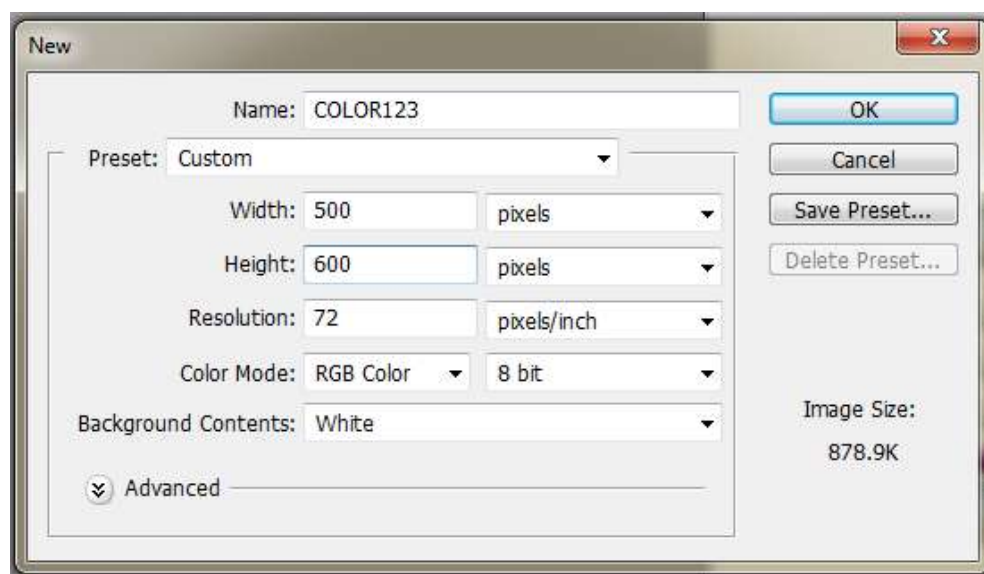 New
Name: COLOR123
OK
Preset: Custom
Cancel
Width: 500 pixels
Save Preset...
Height: 600 pixels
Delete Preset...
Resolution: 72 pixels/inch
Color Mode: RGB Color 8 bit
Background Contents: White
Image Size:
878.9K
Advanced